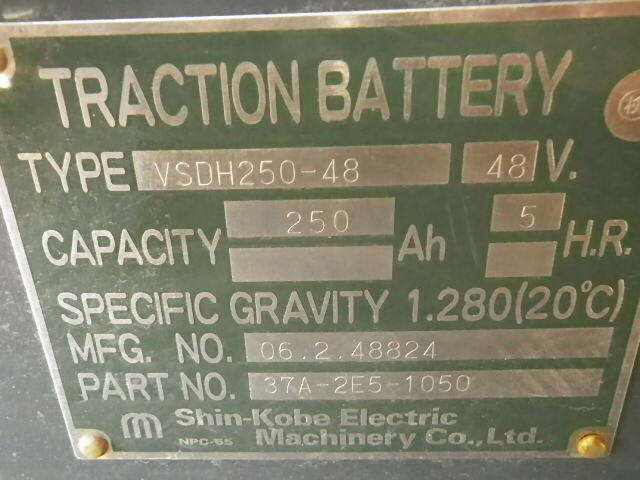 TRACTION BATTERY
TYPE VSDH250-48 48 V.
CAPACITY 250 Ah 5 H.R.
SPECIFIC GRAVITY 1.280(20℃)
MFG. NO. 06.2.48824
PART NO. 37A-2E5-1050
Shin-Kobe Electric
NPC-55 Machinery Co.,Ltd.